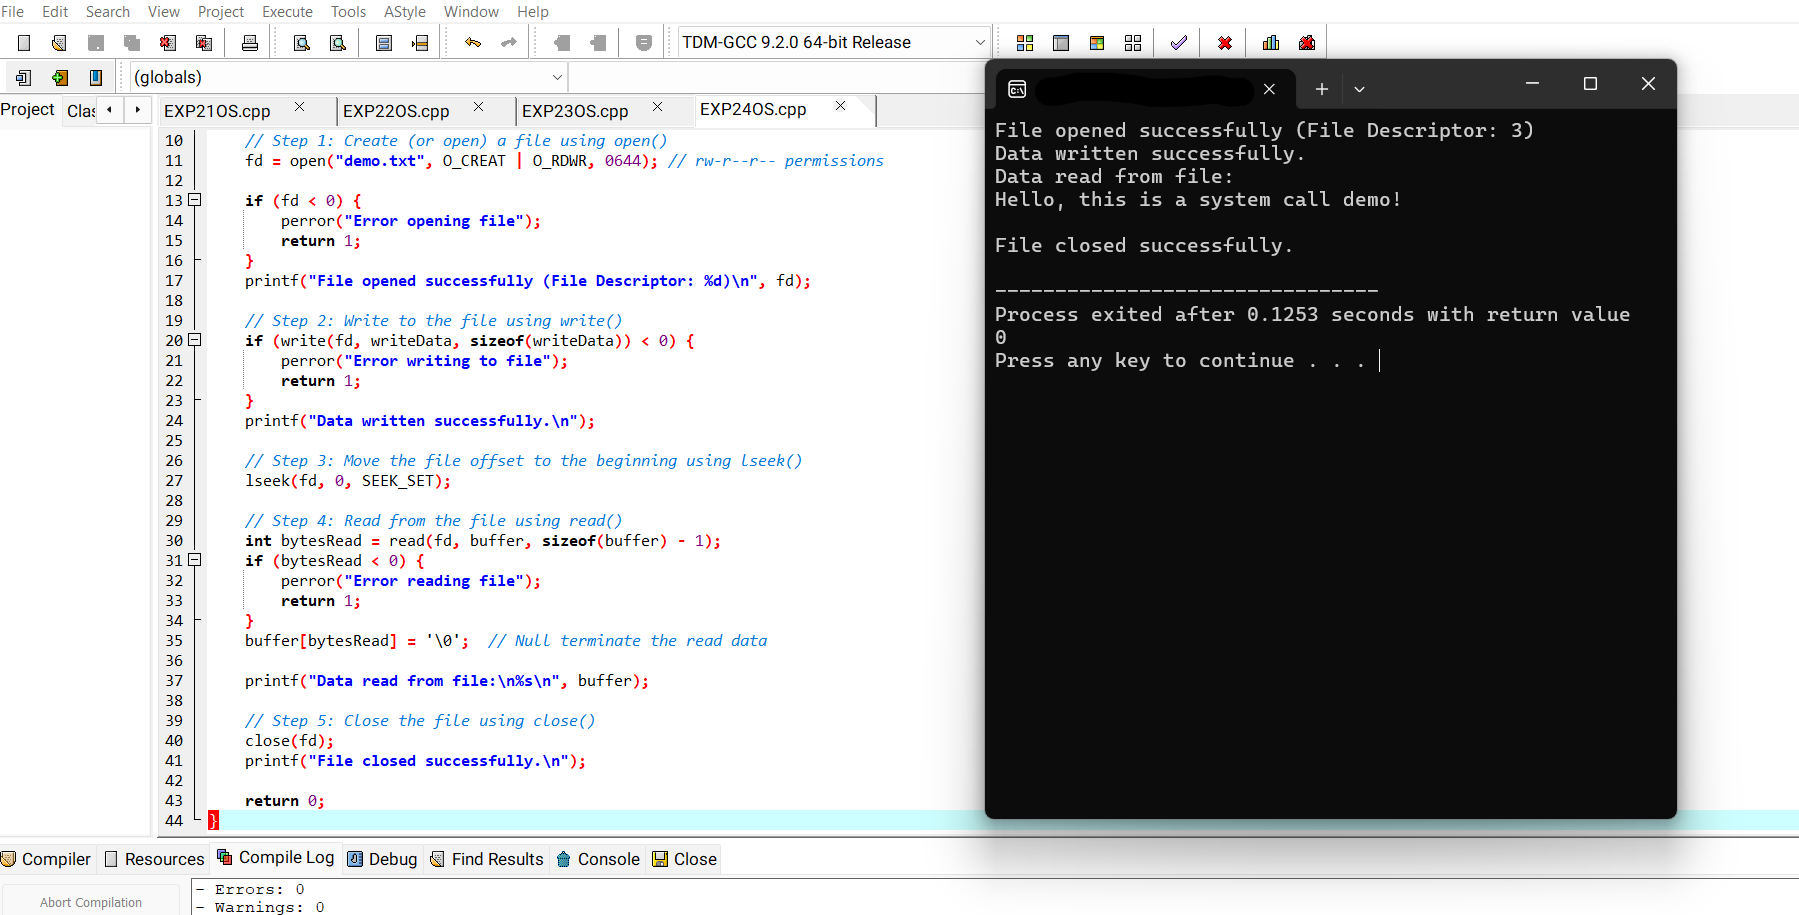 File Edit Search View Project Execute Tools AStyle Window Help
TDM-GCC 9.2.0 64-bit Release
(globals)
Project Clas
EXP21OS.cpp EXP22OS.cpp EXP23OS.cpp EXP24OS.cpp
10 // Step 1: Create (or open) a file using open()
11 fd = open("demo.txt", O_CREAT | O_RDWR, 0644); // rw-r--r-- permissions
12
13 if (fd < 0) {
14 perror("Error opening file");
15 return 1;
16 }
17 printf("File opened successfully (File Descriptor: %d)\n", fd);
18
19 // Step 2: Write to the file using write()
20 if (write(fd, writeData, sizeof(writeData)) < 0) {
21 perror("Error writing to file");
22 return 1;
23 }
24 printf("Data written successfully.\n");
25
26 // Step 3: Move the file offset to the beginning using lseek()
27 lseek(fd, 0, SEEK_SET);
28
29 // Step 4: Read from the file using read()
30 int bytesRead = read(fd, buffer, sizeof(buffer) - 1);
31 if (bytesRead < 0) {
32 perror("Error reading file");
33 return 1;
34 }
35 buffer[bytesRead] = '\0'; // Null terminate the read data
36
37 printf("Data read from file:\n%s\n", buffer);
38
39 // Step 5: Close the file using close()
40 close(fd);
41 printf("File closed successfully.\n");
42
43 return 0;
44 }
C:\
File opened successfully (File Descriptor: 3)
Data written successfully.
Data read from file:
Hello, this is a system call demo!
File closed successfully.
--------------------------------
Process exited after 0.1253 seconds with return value
0
Press any key to continue . . .
Compiler Resources Compile Log Debug Find Results Console Close
Abort Compilation
- Errors: 0
- Warnings: 0